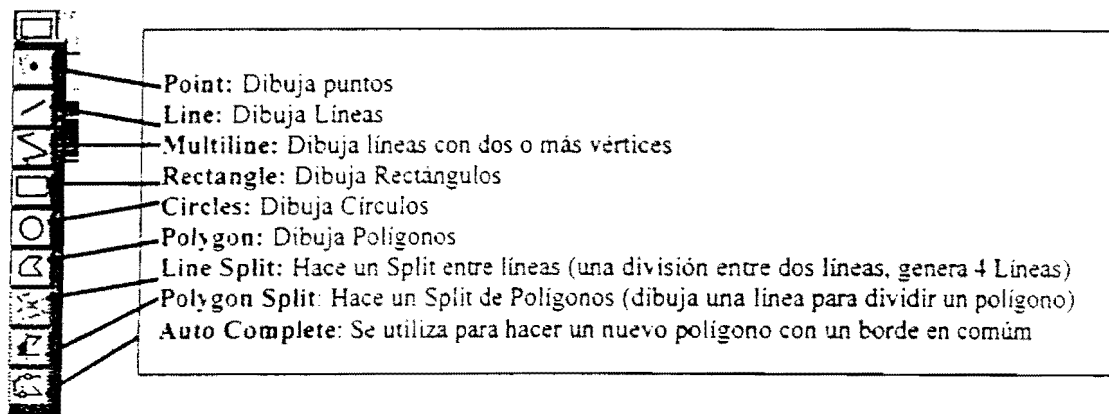 Point: Dibuja puntos
Line: Dibuja Líneas
Multiline: Dibuja líneas con dos o más vértices
Rectangle: Dibuja Rectángulos
Circles: Dibuja Círculos
Polygon: Dibuja Polígonos
Line Split: Hace un Split entre líneas (una división entre dos líneas, genera 4 Líneas)
Polygon Split: Hace un Split de Polígonos (dibuja una línea para dividir un polígono)
Auto Complete: Se utiliza para hacer un nuevo polígono con un borde en comúm